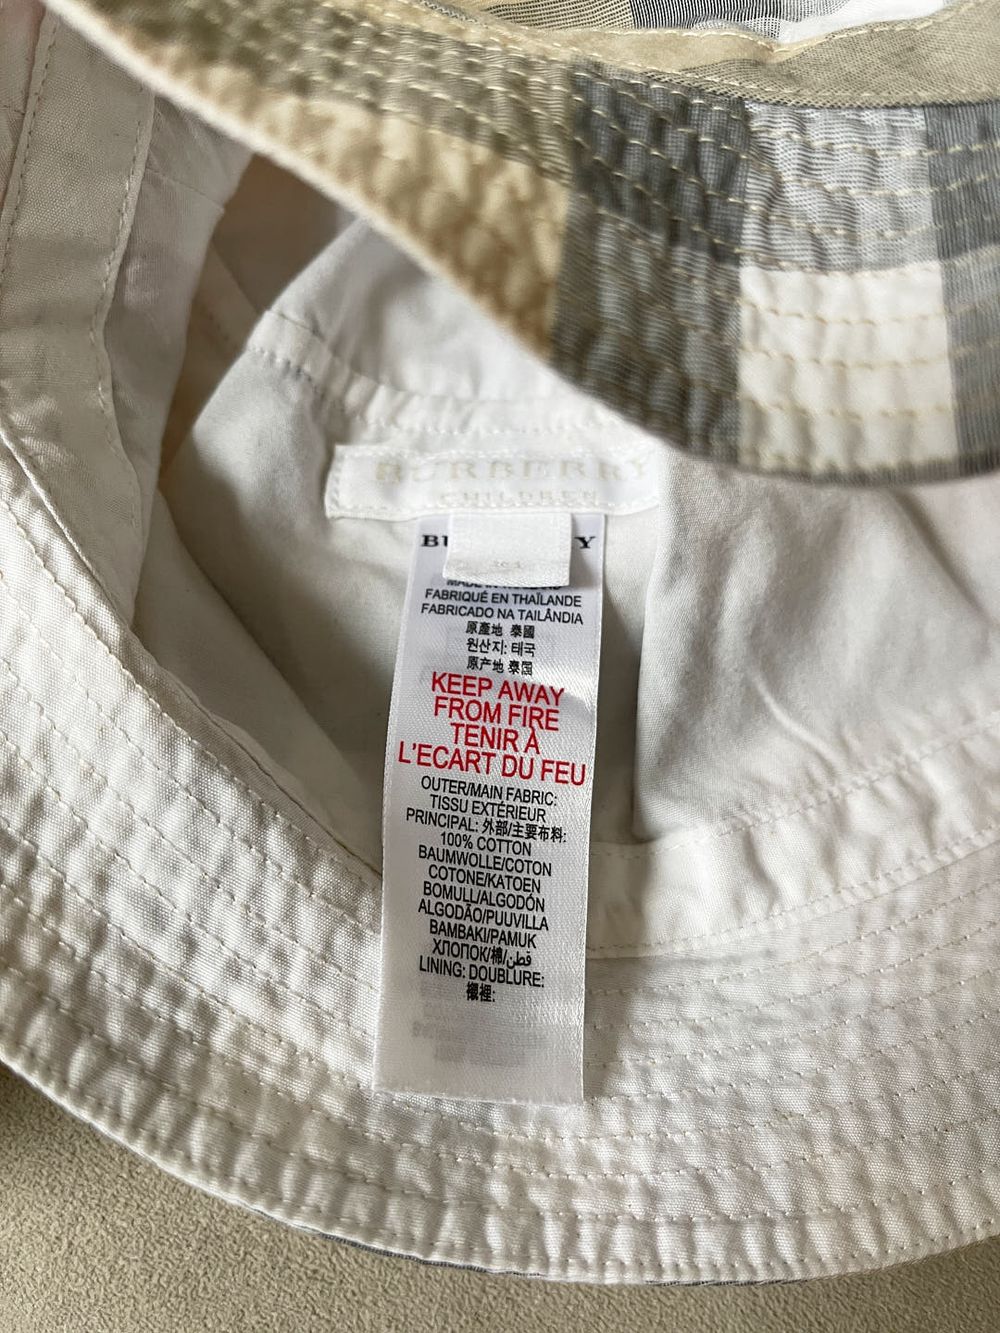 BURBERRY
CHILDREN
FABRIQUÉ EN THAÏLANDE
FABRICADO NA TAILÂNDIA
原產地 泰國
원산지: 태국
原产地 泰国
KEEP AWAY
FROM FIRE
TENIR À
L'ECART DU FEU
OUTER/MAIN FABRIC:
TISSU EXTÉRIEUR
PRINCIPAL: 外部/主要布料:
100% COTTON
BAUMWOLLE/COTON
COTONE/KATOEN
BOMULL/ALGODÓN
ALGODÃO/PUUVILLA
BAMBAKI/PAMUK
ХЛОПОК/棉/قطن
LINING: DOUBLURE:
襯裡: